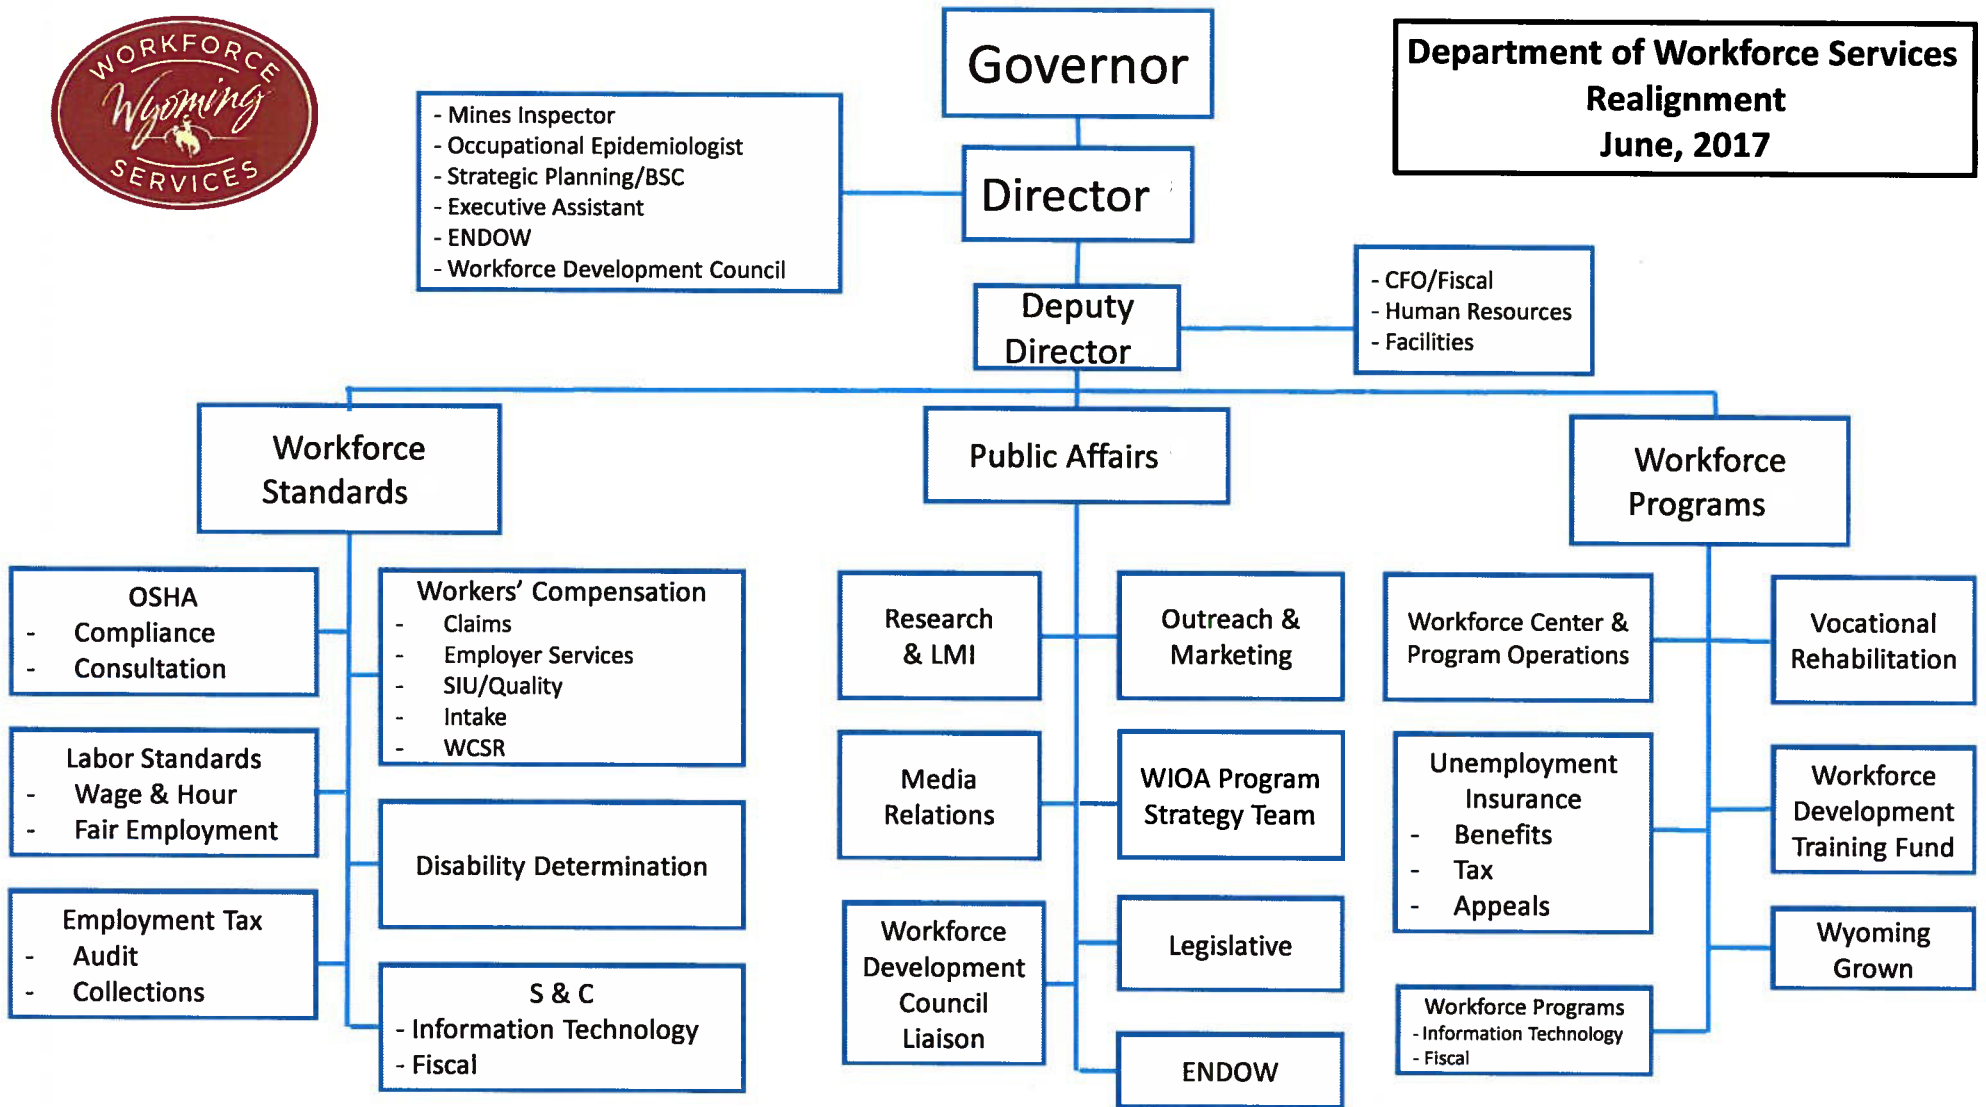 WORKFORCE
Wyoming
SERVICES
Governor
Department of Workforce Services
Realignment
June, 2017
- Mines Inspector
- Occupational Epidemiologist
- Strategic Planning/BSC
- Executive Assistant
- ENDOW
- Workforce Development Council
Director
Deputy
Director
- CFO/Fiscal
- Human Resources
- Facilities
Workforce
Standards
Public Affairs
Workforce
Programs
OSHA
- Compliance
- Consultation
Workers' Compensation
- Claims
- Employer Services
- SIU/Quality
- Intake
- WCSR
Labor Standards
- Wage & Hour
- Fair Employment
Disability Determination
Employment Tax
- Audit
- Collections
S & C
- Information Technology
- Fiscal
Research
& LMI
Outreach &
Marketing
Media
Relations
WIOA Program
Strategy Team
Workforce
Development
Council
Liaison
Legislative
ENDOW
Workforce Center &
Program Operations
Vocational
Rehabilitation
Unemployment
Insurance
- Benefits
- Tax
- Appeals
Workforce
Development
Training Fund
Wyoming
Grown
Workforce Programs
- Information Technology
- Fiscal